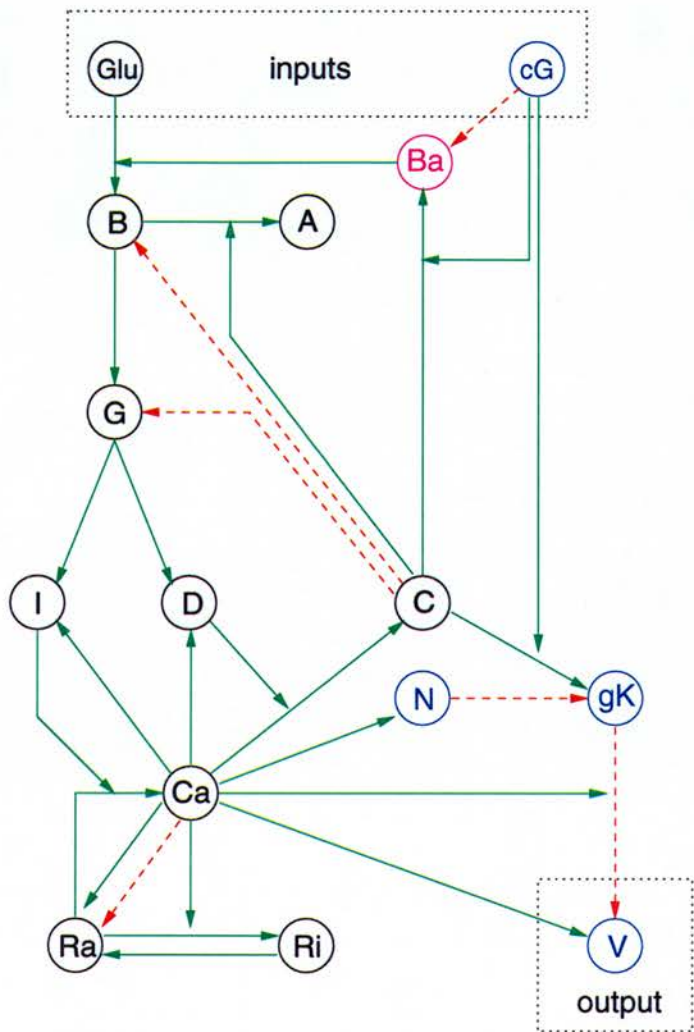 Glu inputs cG
Ba
B A
G
I D C
N gK
Ca
Ra Ri V
output